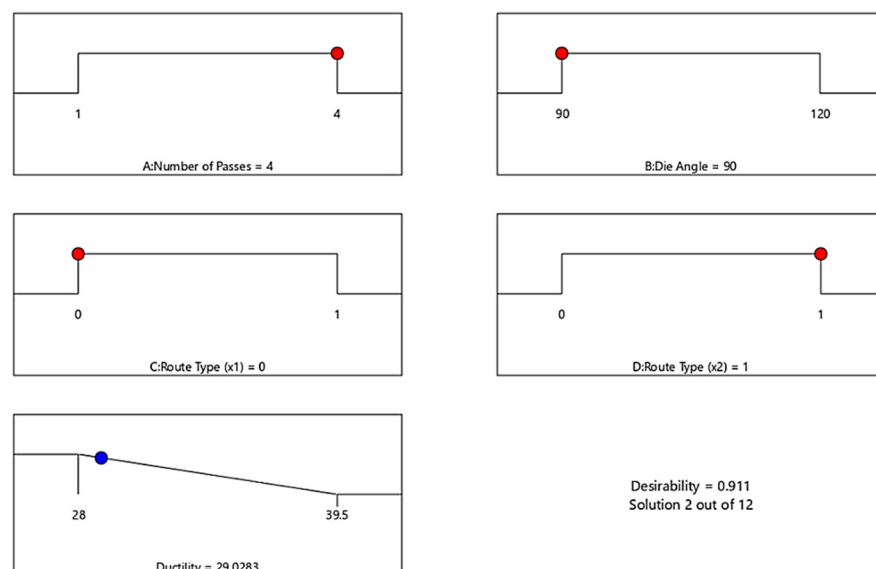 1 4
A:Number of Passes = 4
90 120
B:Die Angle = 90
0 1
C:Route Type (x1) = 0
0 1
D:Route Type (x2) = 1
28 39.5
Ductility = 29.0283
Desirability = 0.911
Solution 2 out of 12